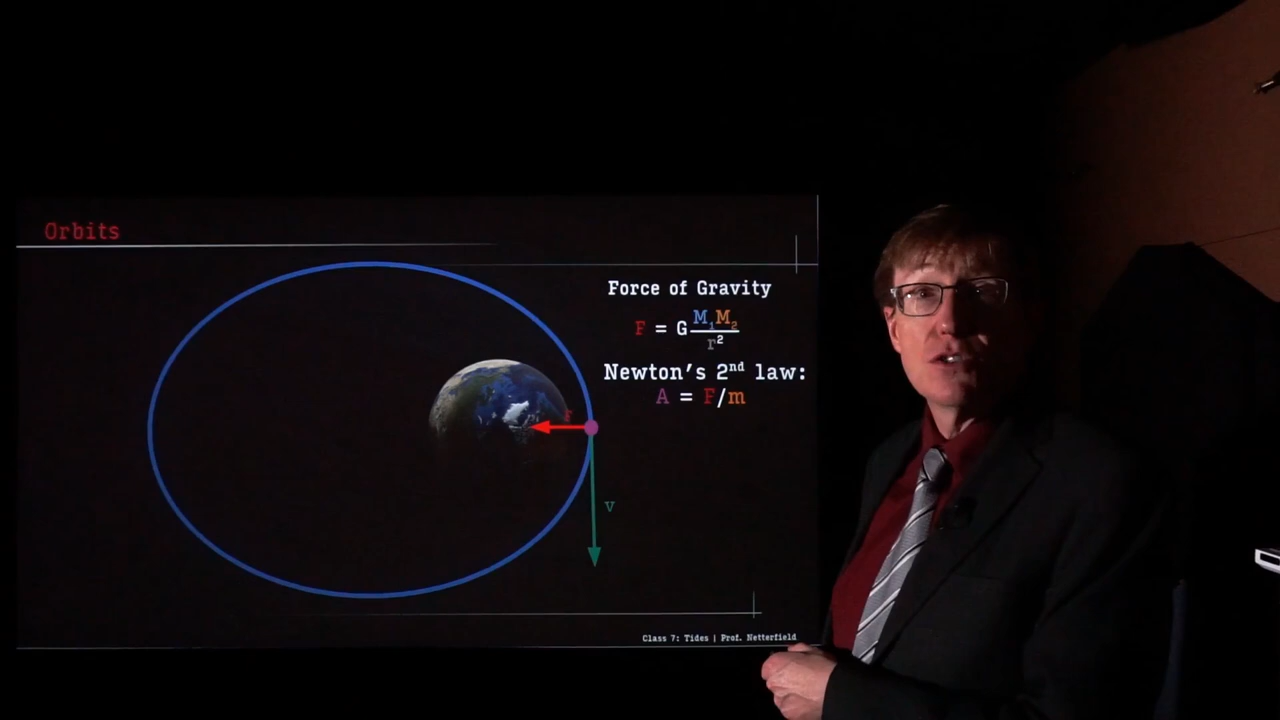 Orbits
Force of Gravity
F = G M₁M₂/r²
Newton's 2nd law:
A = F/m
F
v
Class 7: Tides | Prof. Netterfield